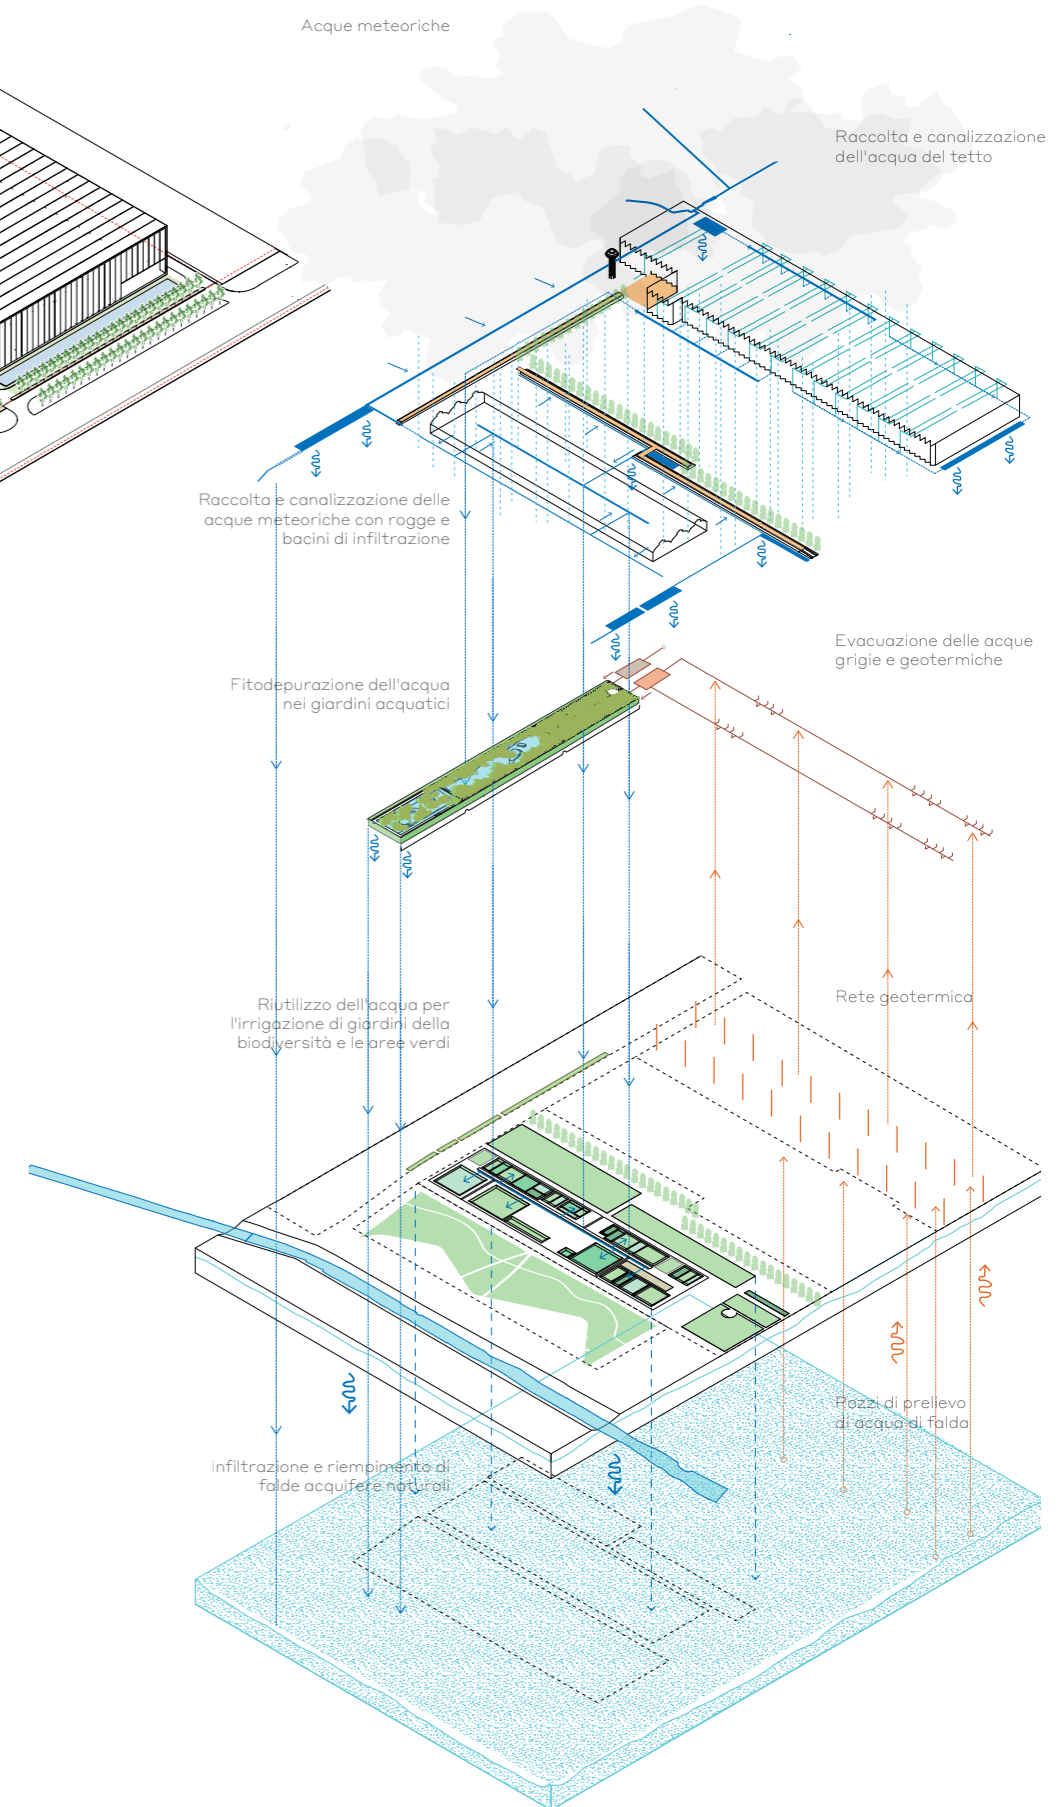 Acque meteoriche
Raccolta e canalizzazione
dell'acqua del tetto
Raccolta e canalizzazione delle
acque meteoriche con rogge e
bacini di infiltrazione
Evacuazione delle acque
grigie e geotermiche
Fitodepurazione dell'acqua
nei giardini acquatici
Rete geotermica
Riutilizzo dell'acqua per
l'irrigazione di giardini della
biodiversità e le aree verdi
Pozzi di prelievo
di acqua di falda
infiltrazione e riempimento di
falde acquifere naturali